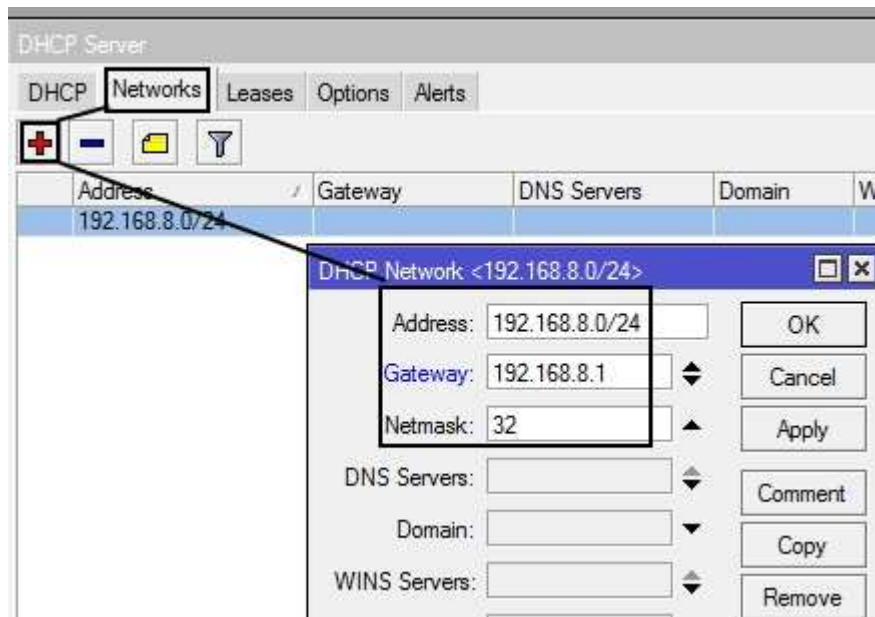 DHCP Server
DHCP Networks Leases Options Alerts
Address Gateway DNS Servers Domain W
192.168.8.0/24
DHCP Network <192.168.8.0/24>
Address: 192.168.8.0/24 OK
Gateway: 192.168.8.1 Cancel
Netmask: 32 Apply
DNS Servers: Comment
Domain: Copy
WINS Servers: Remove